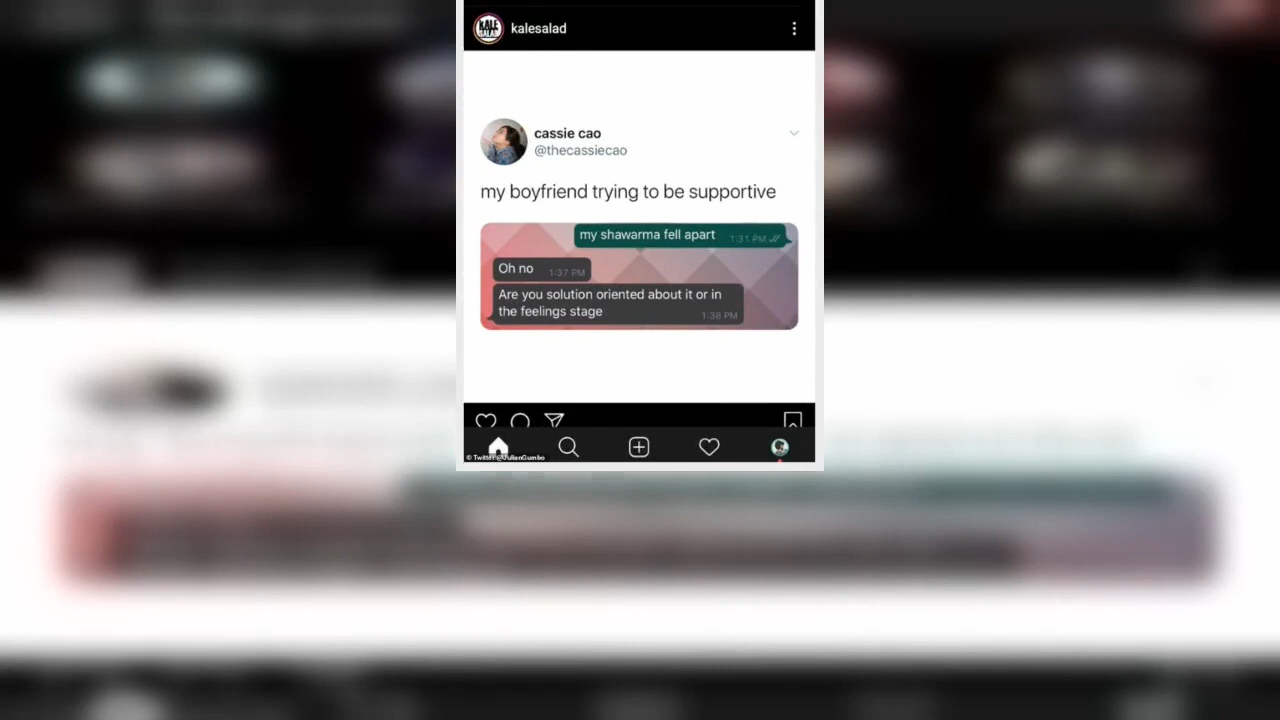 KALE
SALAD
kalesalad
cassie cao
@thecassiecao
my boyfriend trying to be supportive
my shawarma fell apart 1:31 PM
Oh no 1:37 PM
Are you solution oriented about it or in
the feelings stage 1:38 PM
© Twitter@JulianGumbo